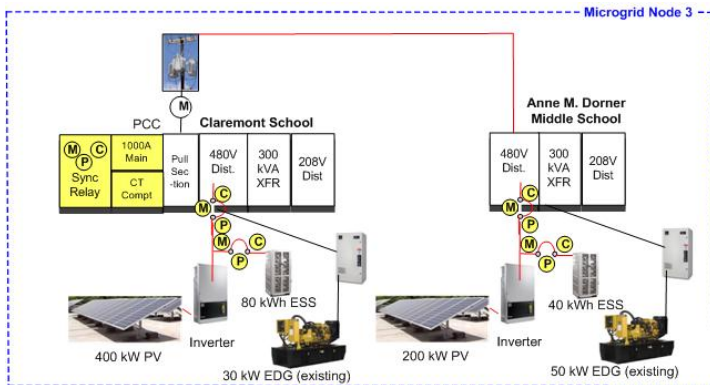 Microgrid Node 3
M
PCC
Claremont School
Anne M. Dorner
Middle School
M
C
P
Sync
Relay
1000A
Main
CT
Compt
Pull
Sec
-tion
480V
Dist.
300
kVA
XFR
208V
Dist
480V
Dist.
300
kVA
XFR
208V
Dist
C
M
P
M
C
P
C
M
P
M
C
P
80 kWh ESS
40 kWh ESS
Inverter
Inverter
400 kW PV
200 kW PV
30 kW EDG (existing)
50 kW EDG (existing)